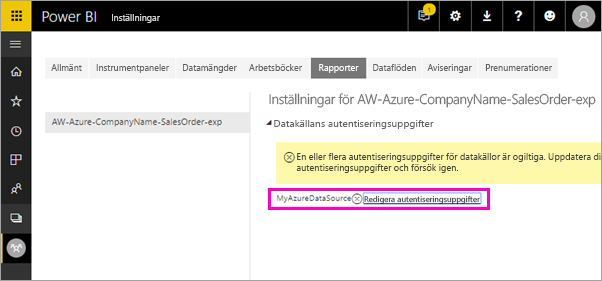 Power BI Inställningar 1
Allmänt Instrumentpaneler Datamängder Arbetsböcker Rapporter Dataflöden Aviseringar Prenumerationer
AW-Azure-CompanyName-SalesOrder-exp
Inställningar för AW-Azure-CompanyName-SalesOrder-exp
Datakällans autentiseringsuppgifter
En eller flera autentiseringsuppgifter för datakällor är ogiltiga. Uppdatera di
autentiseringsuppgifter och försök igen.
MyAzureDataSource Redigera autentiseringsuppgifter